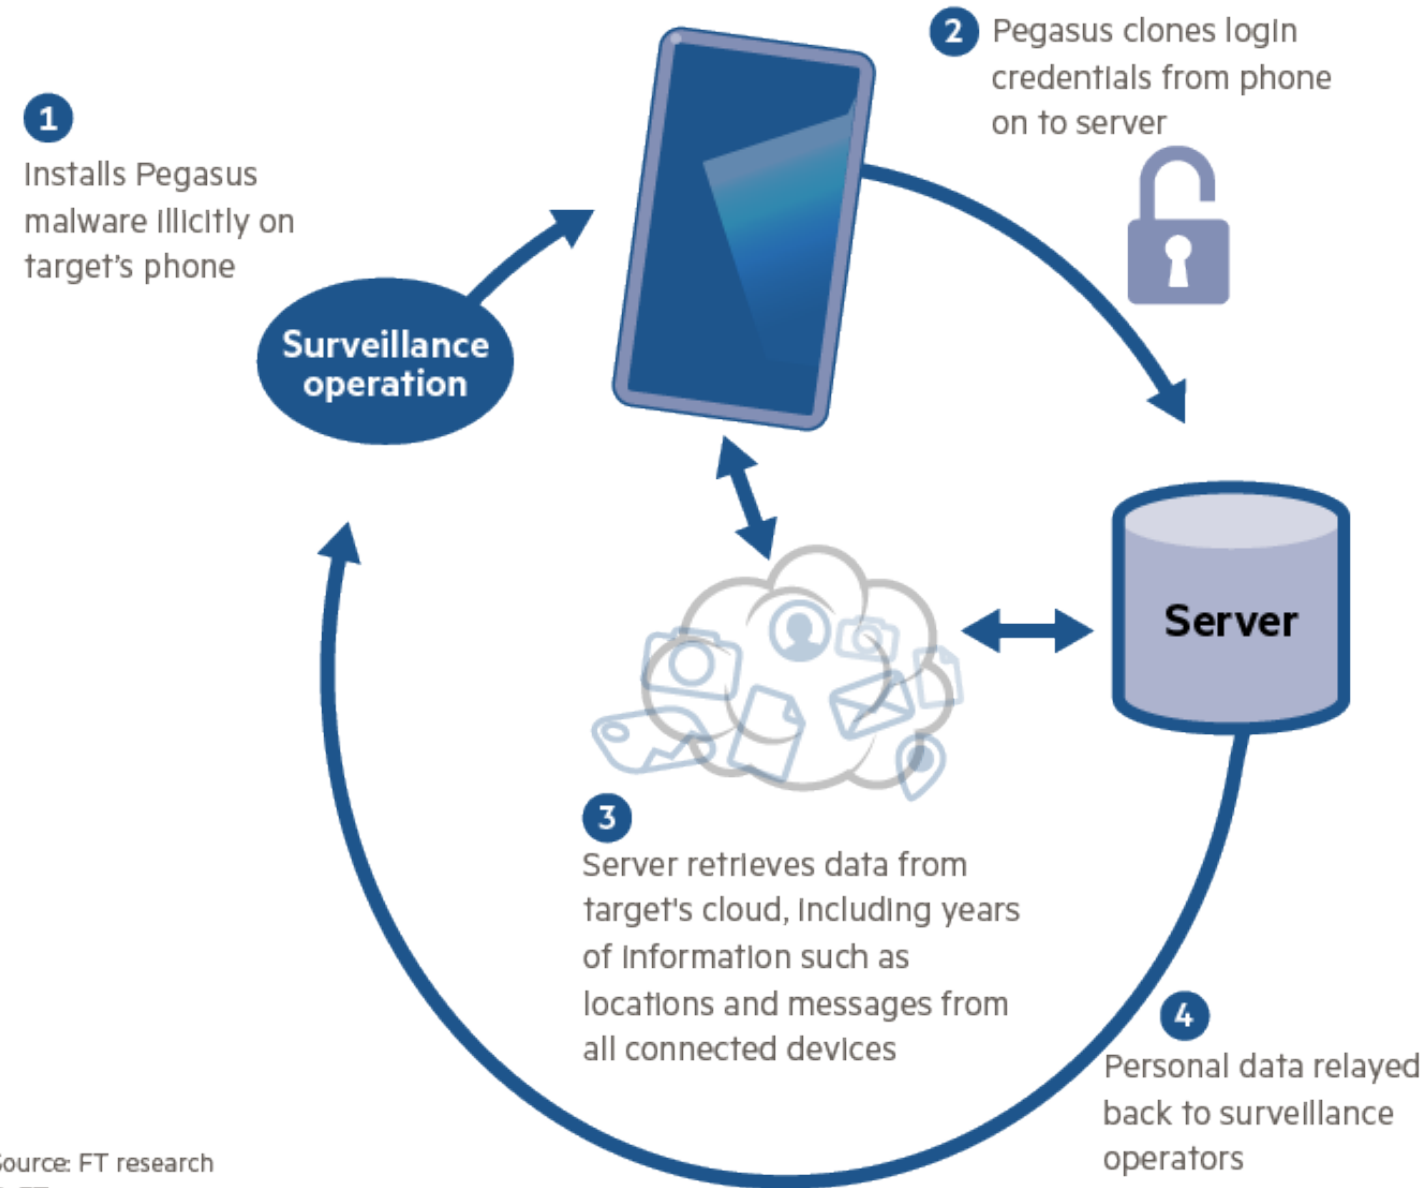 1
Installs Pegasus
malware illicitly on
target's phone
2
Pegasus clones login
credentials from phone
on to server
Surveillance
operation
Server
3
Server retrieves data from
target's cloud, including years
of information such as
locations and messages from
all connected devices
4
Personal data relayed
back to surveillance
operators
Source: FT research